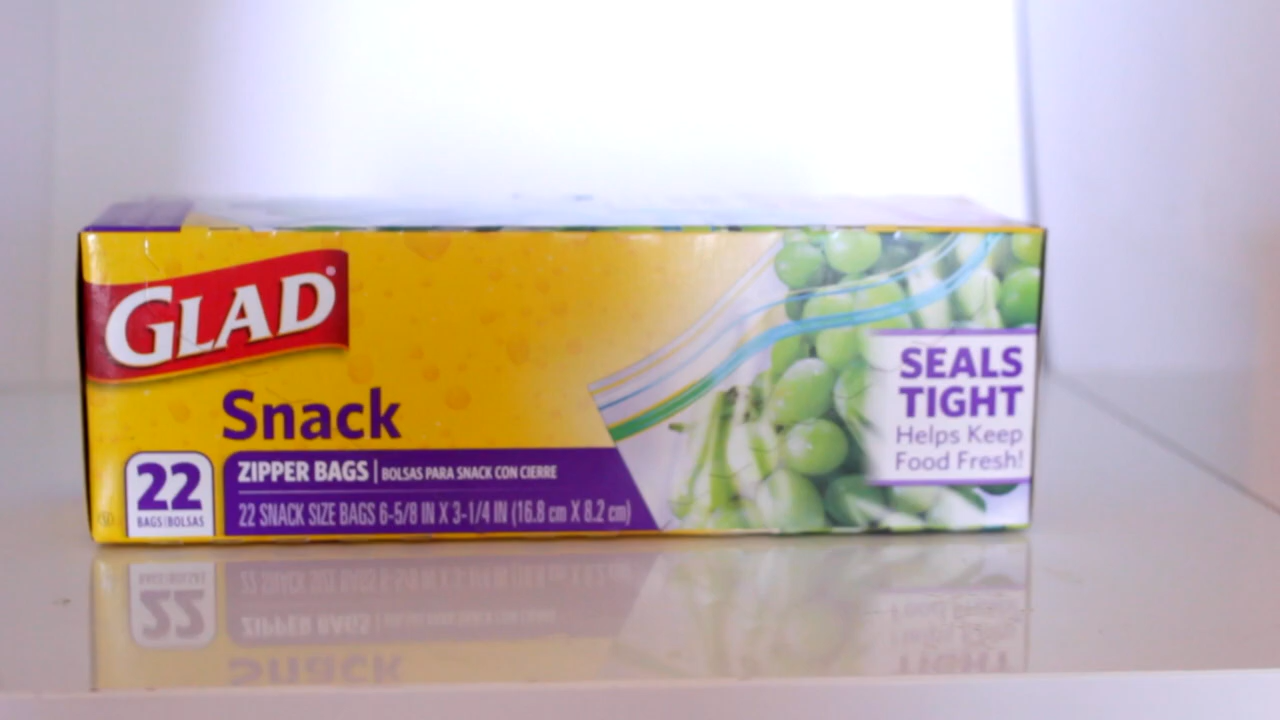 GLAD®
Snack
22
BAGS | BOLSAS
ZIPPER BAGS | BOLSAS PARA SNACK CON CIERRE
22 SNACK SIZE BAGS 6-5/8 IN X 3-1/4 IN (16.8 cm X 8.2 cm)
SEALS
TIGHT
Helps Keep
Food Fresh!